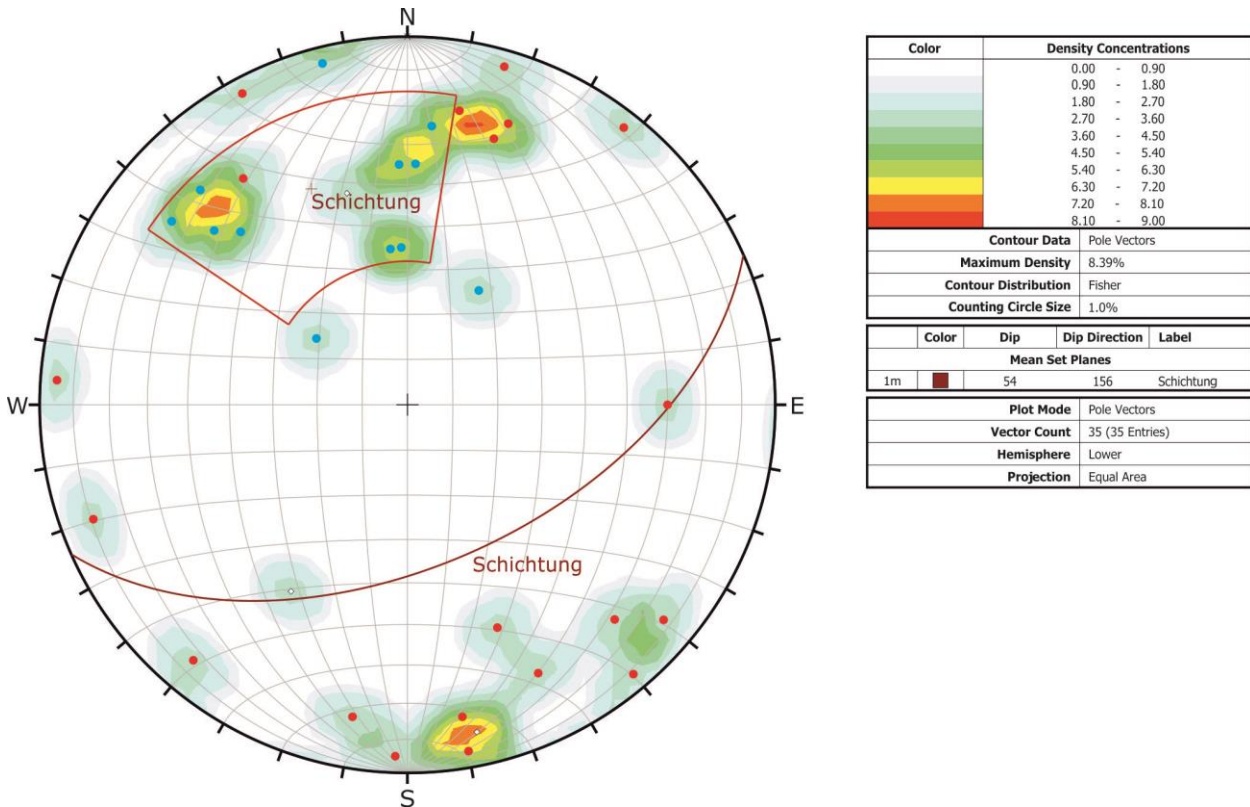 N
Schichtung
W
E
Schichtung
S
Color Density Concentrations
0.00 - 0.90
0.90 - 1.80
1.80 - 2.70
2.70 - 3.60
3.60 - 4.50
4.50 - 5.40
5.40 - 6.30
6.30 - 7.20
7.20 - 8.10
8.10 - 9.00
Contour Data Pole Vectors
Maximum Density 8.39%
Contour Distribution Fisher
Counting Circle Size 1.0%
Color Dip Dip Direction Label
Mean Set Planes
1m 54 156 Schichtung
Plot Mode Pole Vectors
Vector Count 35 (35 Entries)
Hemisphere Lower
Projection Equal Area